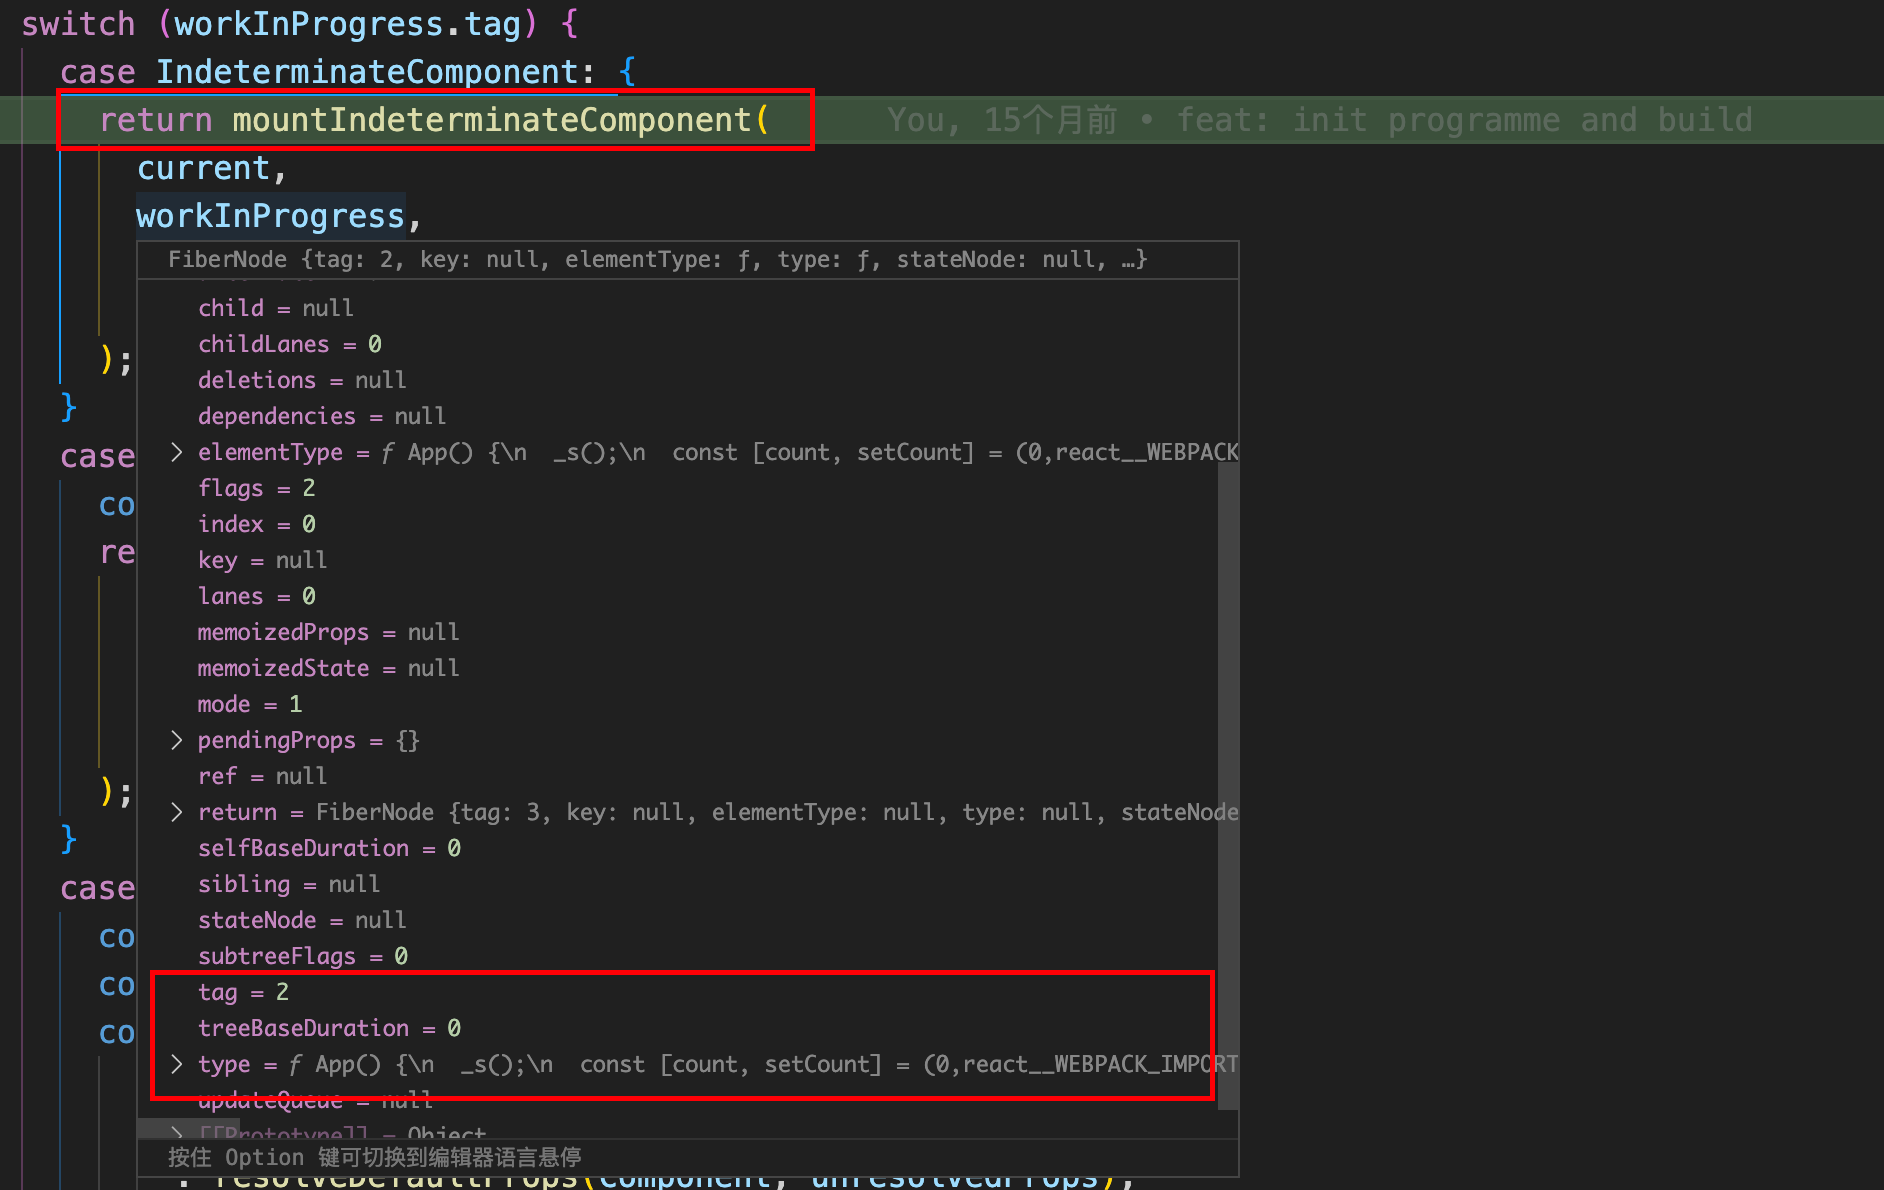 switch (workInProgress.tag) {
case IndeterminateComponent: {
return mountIndeterminateComponent(
You, 15个月前 • feat: init programme and build
current,
workInProgress,
FiberNode {tag: 2, key: null, elementType: ƒ, type: ƒ, stateNode: null, …}
child = null
childLanes = 0
);
deletions = null
}
dependencies = null
case
elementType = ƒ App() {\n  _s();\n  const [count, setCount] = (0,react__WEBPACK
flags = 2
co
index = 0
re
key = null
lanes = 0
memoizedProps = null
memoizedState = null
mode = 1
pendingProps = {}
ref = null
);
return = FiberNode {tag: 3, key: null, elementType: null, type: null, stateNode
}
selfBaseDuration = 0
case
sibling = null
stateNode = null
co
subtreeFlags = 0
co
tag = 2
co
treeBaseDuration = 0
type = ƒ App() {\n  _s();\n  const [count, setCount] = (0,react__WEBPACK_IMPORT
updateQueue = null
[[Prototype]] = Object
按住 Option 键可切换到编辑器语言悬停
: resolveDefaultProps(Component, unresolvedProps);